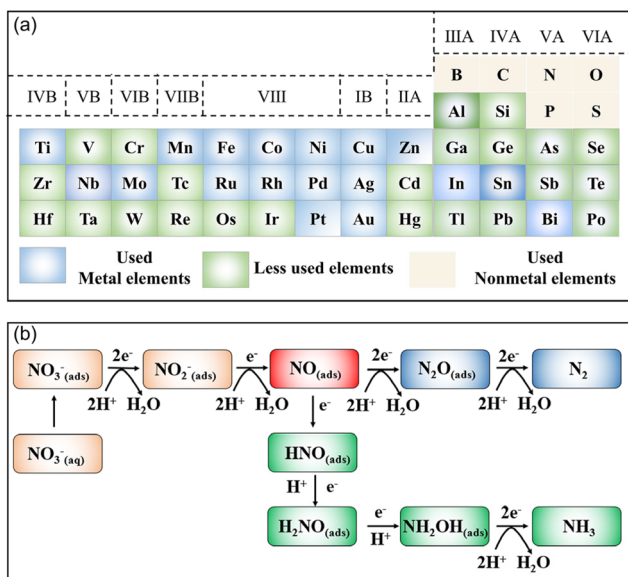 (a)
IIIA IVA VA VIA
B C N O
IVB VB VIB VIIB VIII IB IIA Al Si P S
Ti V Cr Mn Fe Co Ni Cu Zn Ga Ge As Se
Zr Nb Mo Tc Ru Rh Pd Ag Cd In Sn Sb Te
Hf Ta W Re Os Ir Pt Au Hg Tl Pb Bi Po
Used
Metal elements
Less used elements
Used
Nonmetal elements
(b)
2e⁻ e⁻ 2e⁻ 2e⁻
NO₃⁻(ads) NO₂⁻(ads) NO(ads) N₂O(ads) N₂
2H⁺ H₂O 2H⁺ H₂O 2H⁺ H₂O 2H⁺ H₂O
e⁻
NO₃⁻(aq) HNO(ads)
H⁺ e⁻
e⁻ 2e⁻
H₂NO(ads) NH₂OH(ads) NH₃
H⁺ 2H⁺ H₂O